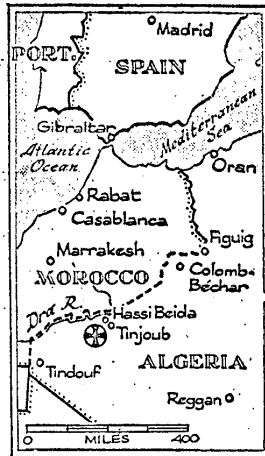 Madrid
PORT.
SPAIN
Gibraltar
Mediterranean
Sea
Atlantic
Ocean
Oran
Rabat
Casablanca
Figuig
Marrakesh
Colomb-
Béchar
MOROCCO
Draa R.
Hassi Beida
Tinjoub
ALGERIA
Tindouf
Reggan
0 400
MILES